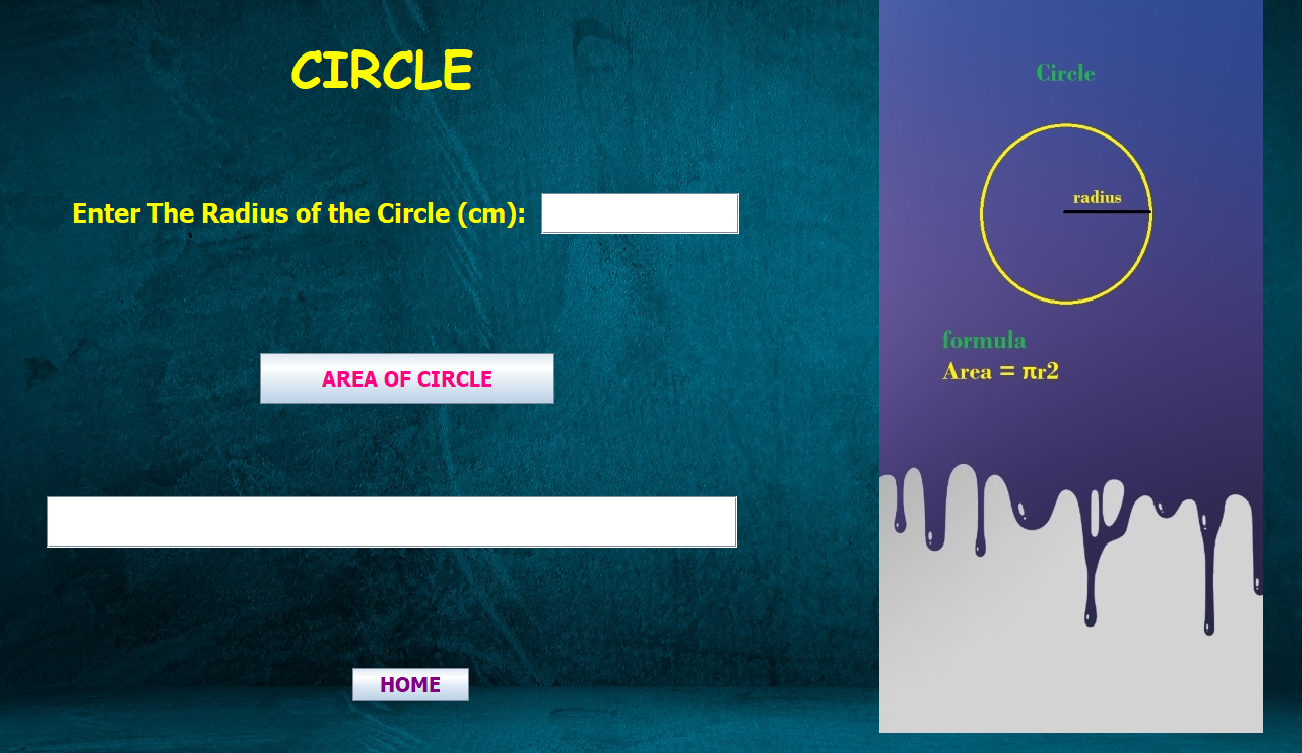 CIRCLE
Enter The Radius of the Circle (cm):
AREA OF CIRCLE
HOME
Circle
radius
formula
Area = πr2